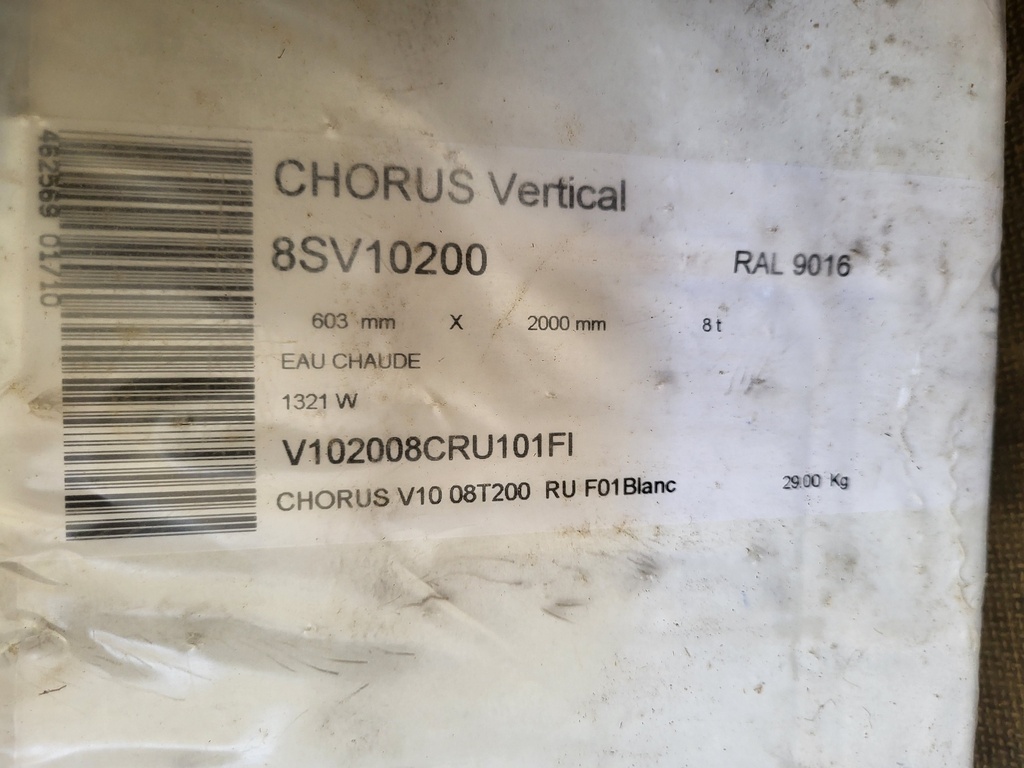 462569 01/10
CHORUS Vertical
8SV10200 RAL 9016
603 mm X 2000 mm 8 t
EAU CHAUDE
1321 W
V102008CRU101FI
CHORUS V10 08T200 RU F01Blanc 29.00 Kg